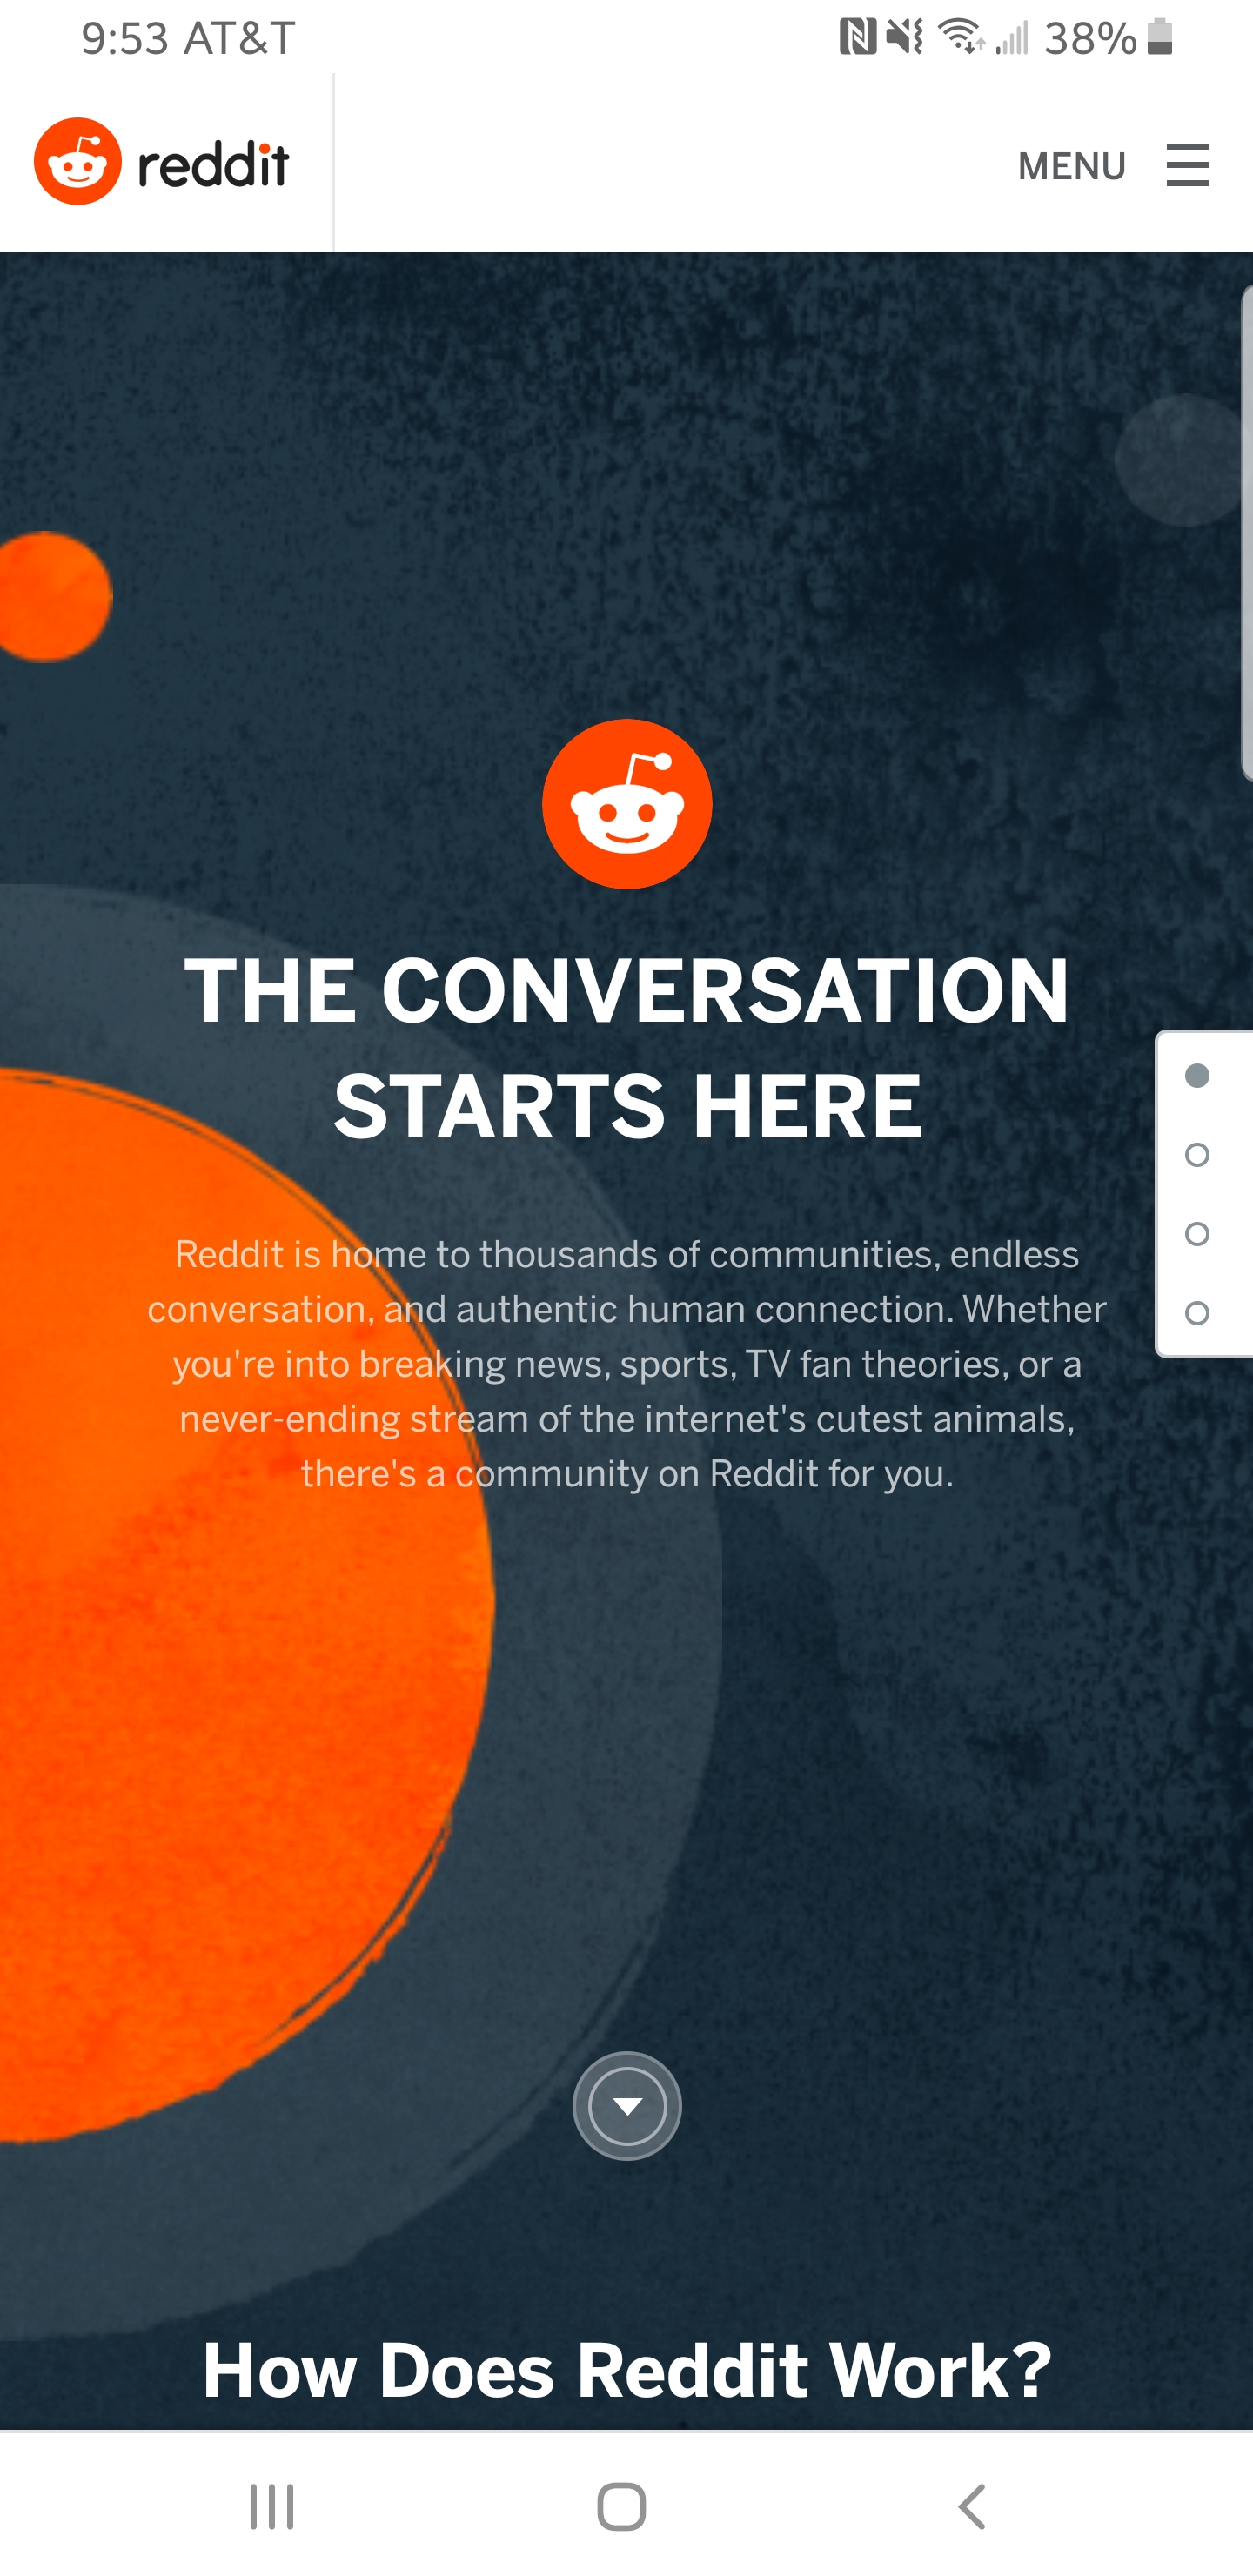 9:53 AT&T 38%
reddit
MENU
THE CONVERSATION
STARTS HERE
Reddit is home to thousands of communities, endless
conversation, and authentic human connection. Whether
you're into breaking news, sports, TV fan theories, or a
never-ending stream of the internet's cutest animals,
there's a community on Reddit for you.
How Does Reddit Work?